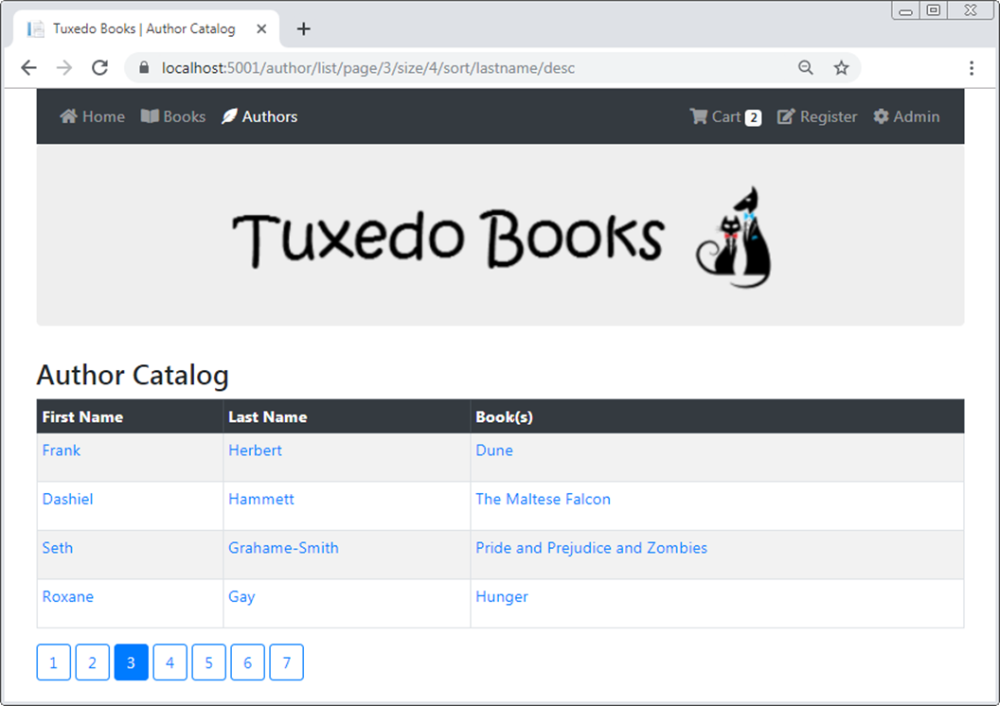 Tuxedo Books | Author Catalog
localhost:5001/author/list/page/3/size/4/sort/lastname/desc
Home Books Authors Cart 2 Register Admin
Tuxedo Books
Author Catalog
First Name Last Name Book(s)
Frank Herbert Dune
Dashiel Hammett The Maltese Falcon
Seth Grahame-Smith Pride and Prejudice and Zombies
Roxane Gay Hunger
1 2 3 4 5 6 7